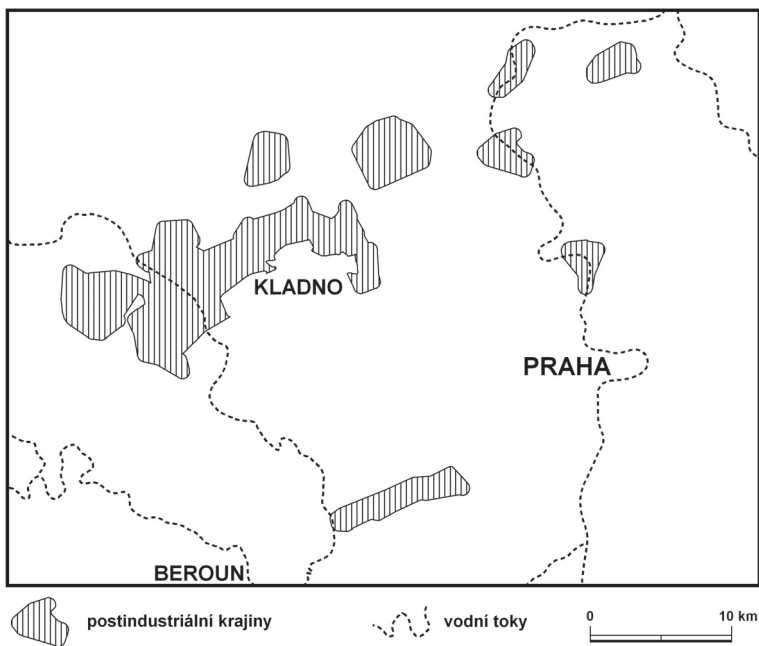 KLADNO
PRAHA
BEROUN
postindustriální krajiny
vodní toky
0
10 km